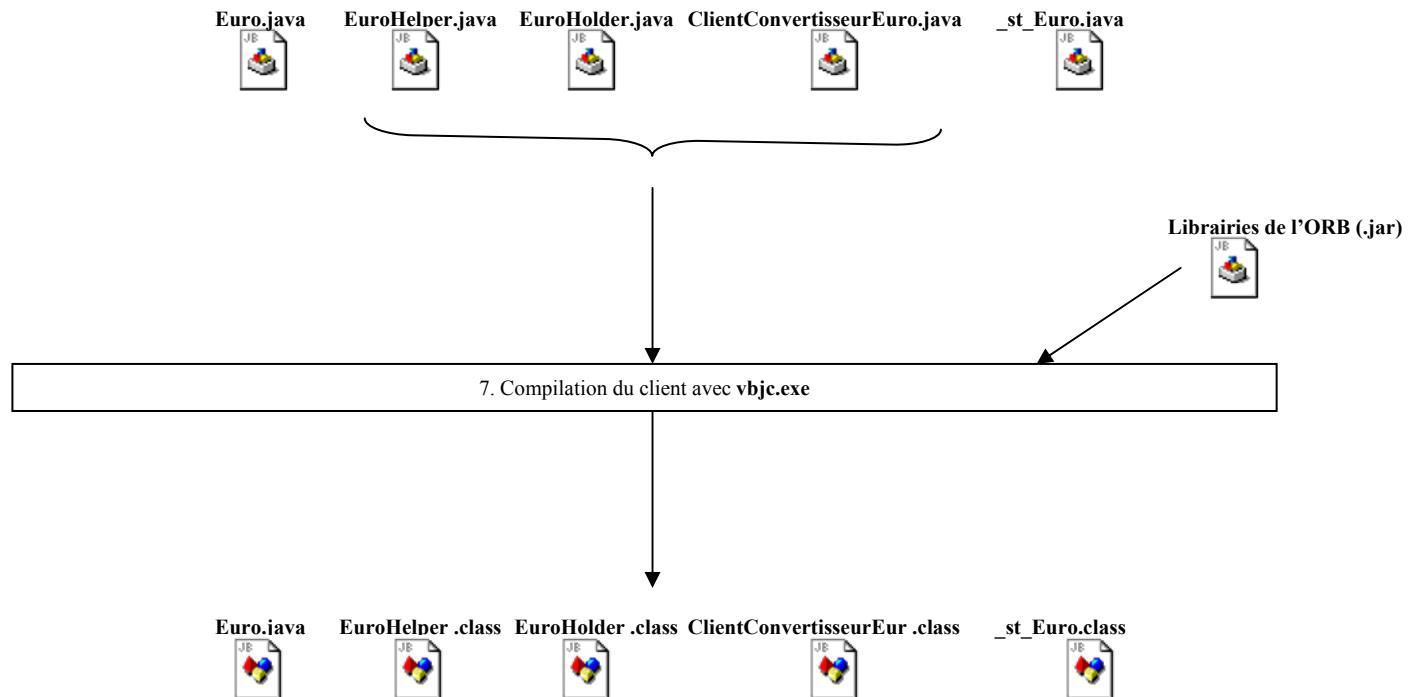 Euro.java EuroHelper.java EuroHolder.java ClientConvertisseurEuro.java _st_Euro.java
JB JB JB JB JB
Librairies de l'ORB (.jar)
JB
7. Compilation du client avec vbjc.exe
Euro.java EuroHelper .class EuroHolder .class ClientConvertisseurEur .class _st_Euro.class
JB JB JB JB JB